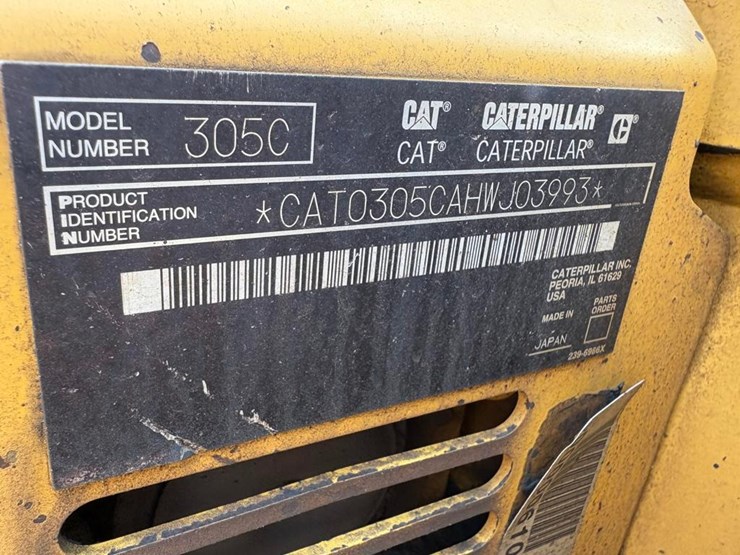 MODEL NUMBER 305C
CAT® CATERPILLAR® C®
CAT® CATERPILLAR®
PRODUCT IDENTIFICATION NUMBER *CAT0305CAHWJ03993*
CATERPILLAR INC.
PEORIA, IL 61629
USA
MADE IN
JAPAN
PARTS ORDER
239-6986X